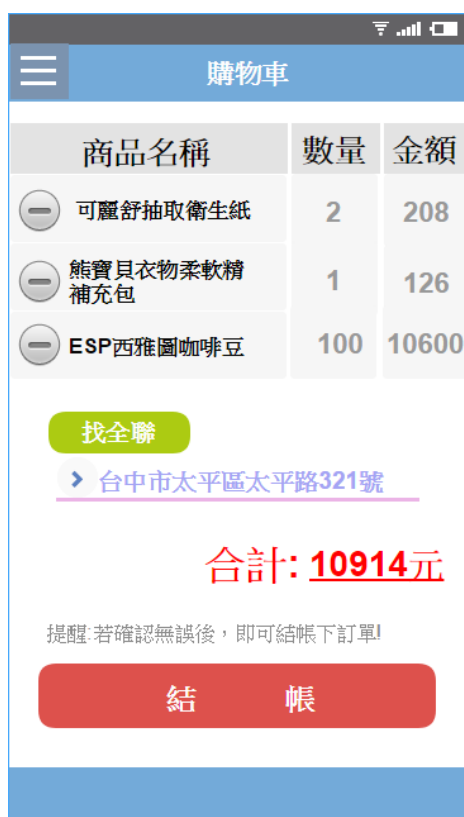 購物車
商品名稱 數量 金額
可麗舒抽取衛生紙 2 208
熊寶貝衣物柔軟精
補充包 1 126
ESP西雅圖咖啡豆 100 10600
找全聯
台中市太平區太平路321號
合計: 10914元
提醒:若確認無誤後，即可結帳下訂單!
結 帳